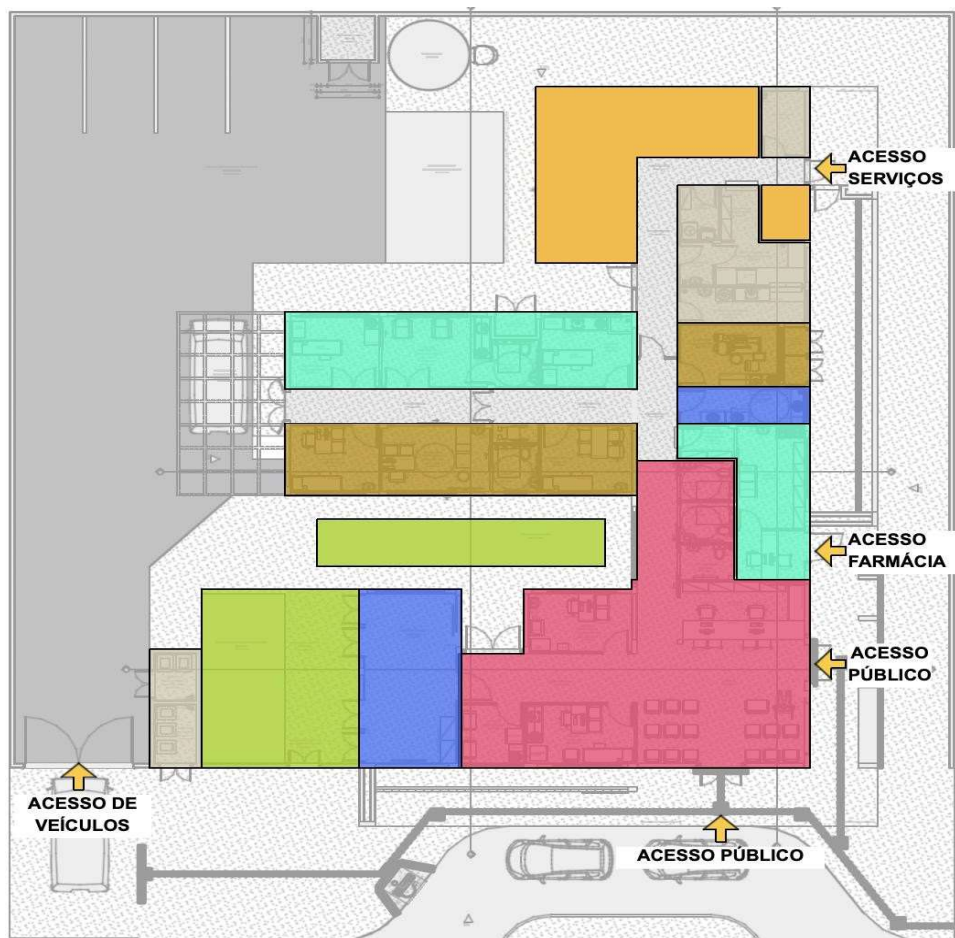 ACESSO
SERVIÇOS
ACESSO
FARMÁCIA
ACESSO
PÚBLICO
ACESSO DE
VEÍCULOS
ACESSO PÚBLICO